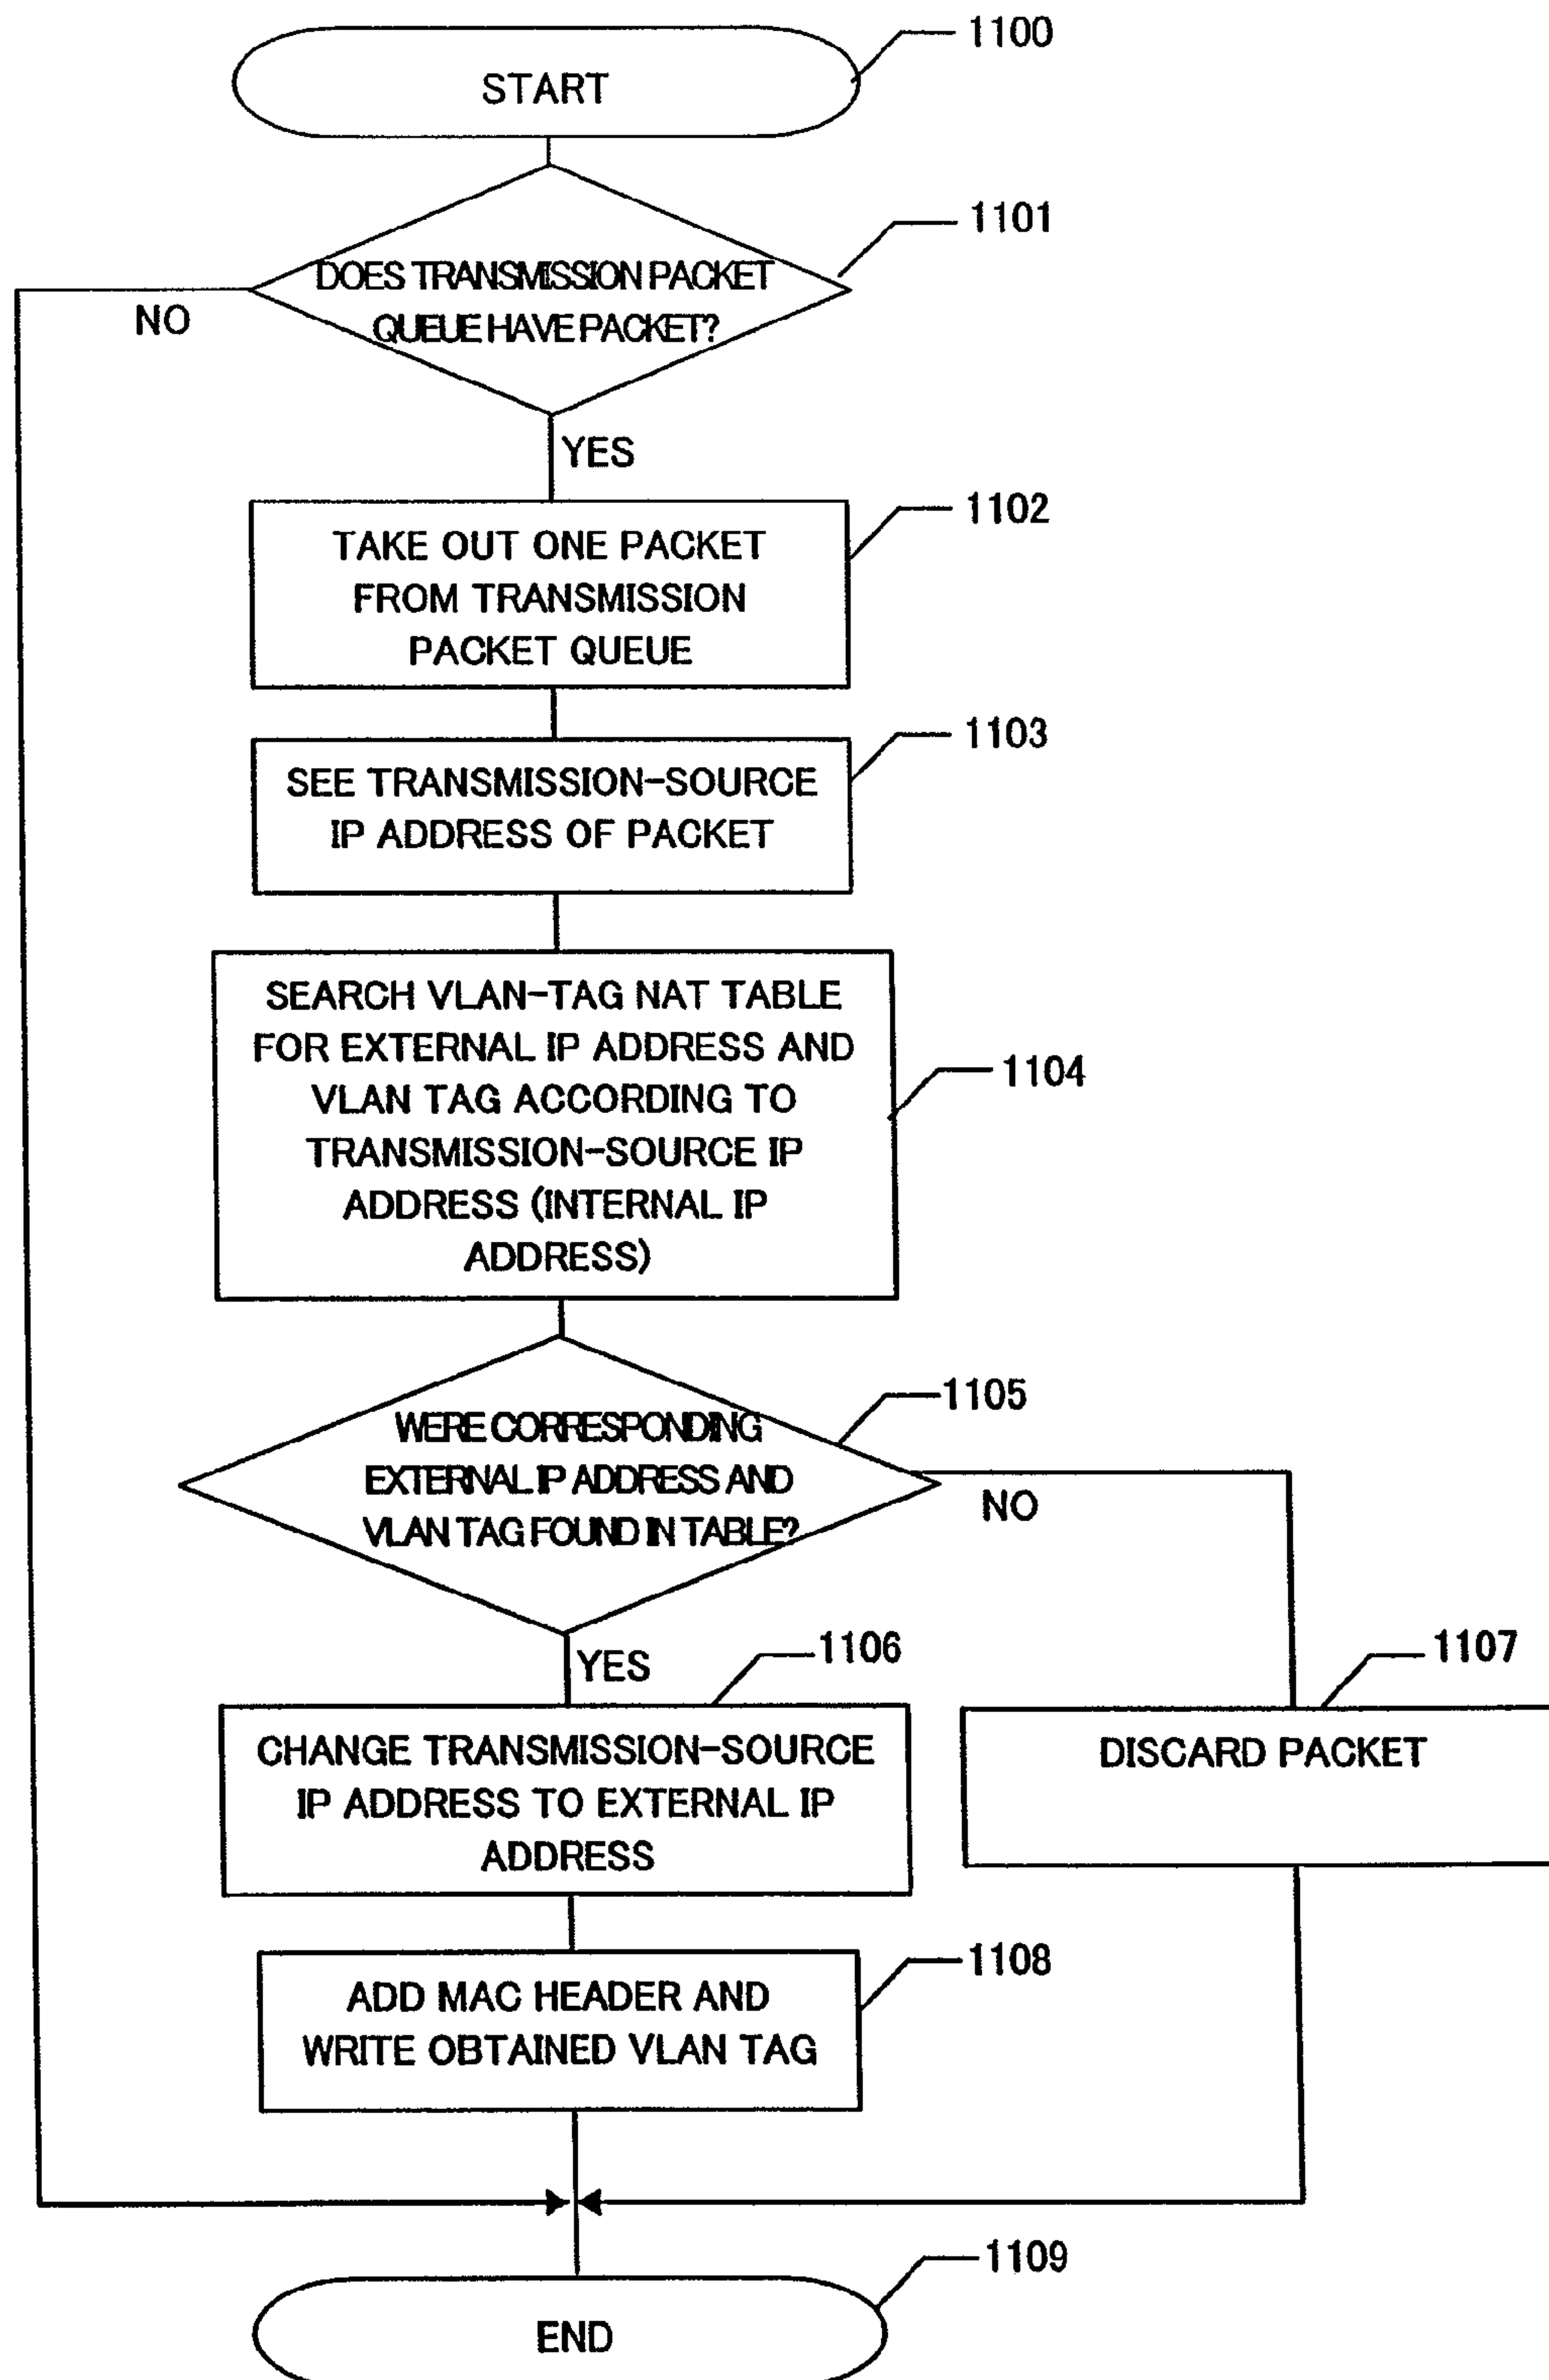 1100
START
1101
DOES TRANSMISSION PACKET
QUEUE HAVE PACKET?
NO
YES
1102
TAKE OUT ONE PACKET
FROM TRANSMISSION
PACKET QUEUE
1103
SEE TRANSMISSION-SOURCE
IP ADDRESS OF PACKET
SEARCH VLAN-TAG NAT TABLE
FOR EXTERNAL IP ADDRESS AND
VLAN TAG ACCORDING TO
TRANSMISSION-SOURCE IP
ADDRESS (INTERNAL IP
ADDRESS)
1104
1105
WERE CORRESPONDING
EXTERNAL IP ADDRESS AND
VLAN TAG FOUND IN TABLE?
NO
YES
1106
1107
CHANGE TRANSMISSION-SOURCE
IP ADDRESS TO EXTERNAL IP
ADDRESS
DISCARD PACKET
1108
ADD MAC HEADER AND
WRITE OBTAINED VLAN TAG
1109
END